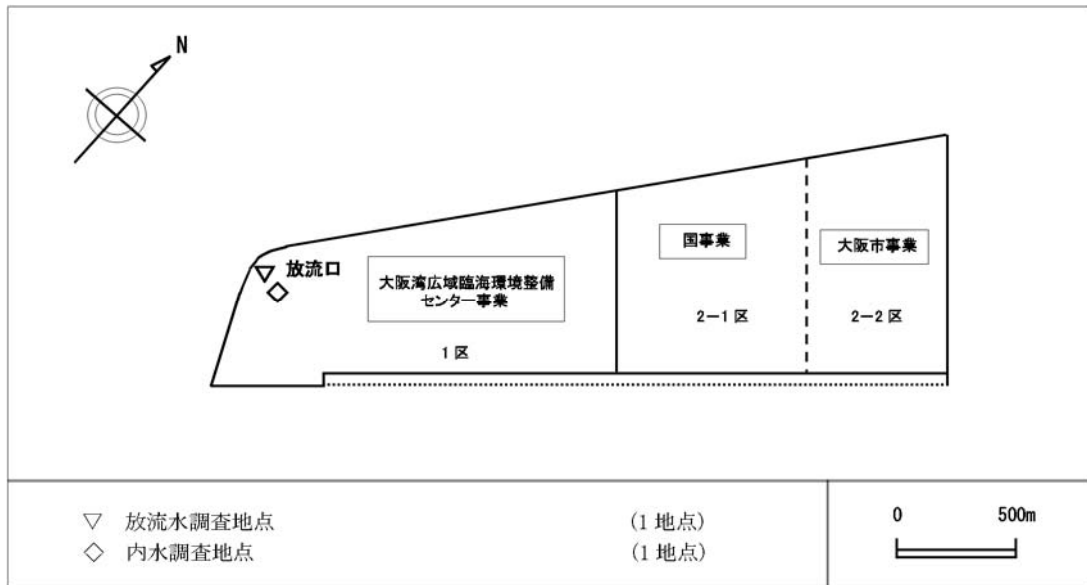 N
国事業
大阪市事業
放流口
大阪湾広域臨海環境整備
センター事業
2－1 区
2－2 区
1 区
▽ 放流水調査地点 (1 地点)
◇ 内水調査地点 (1 地点)
0 500m